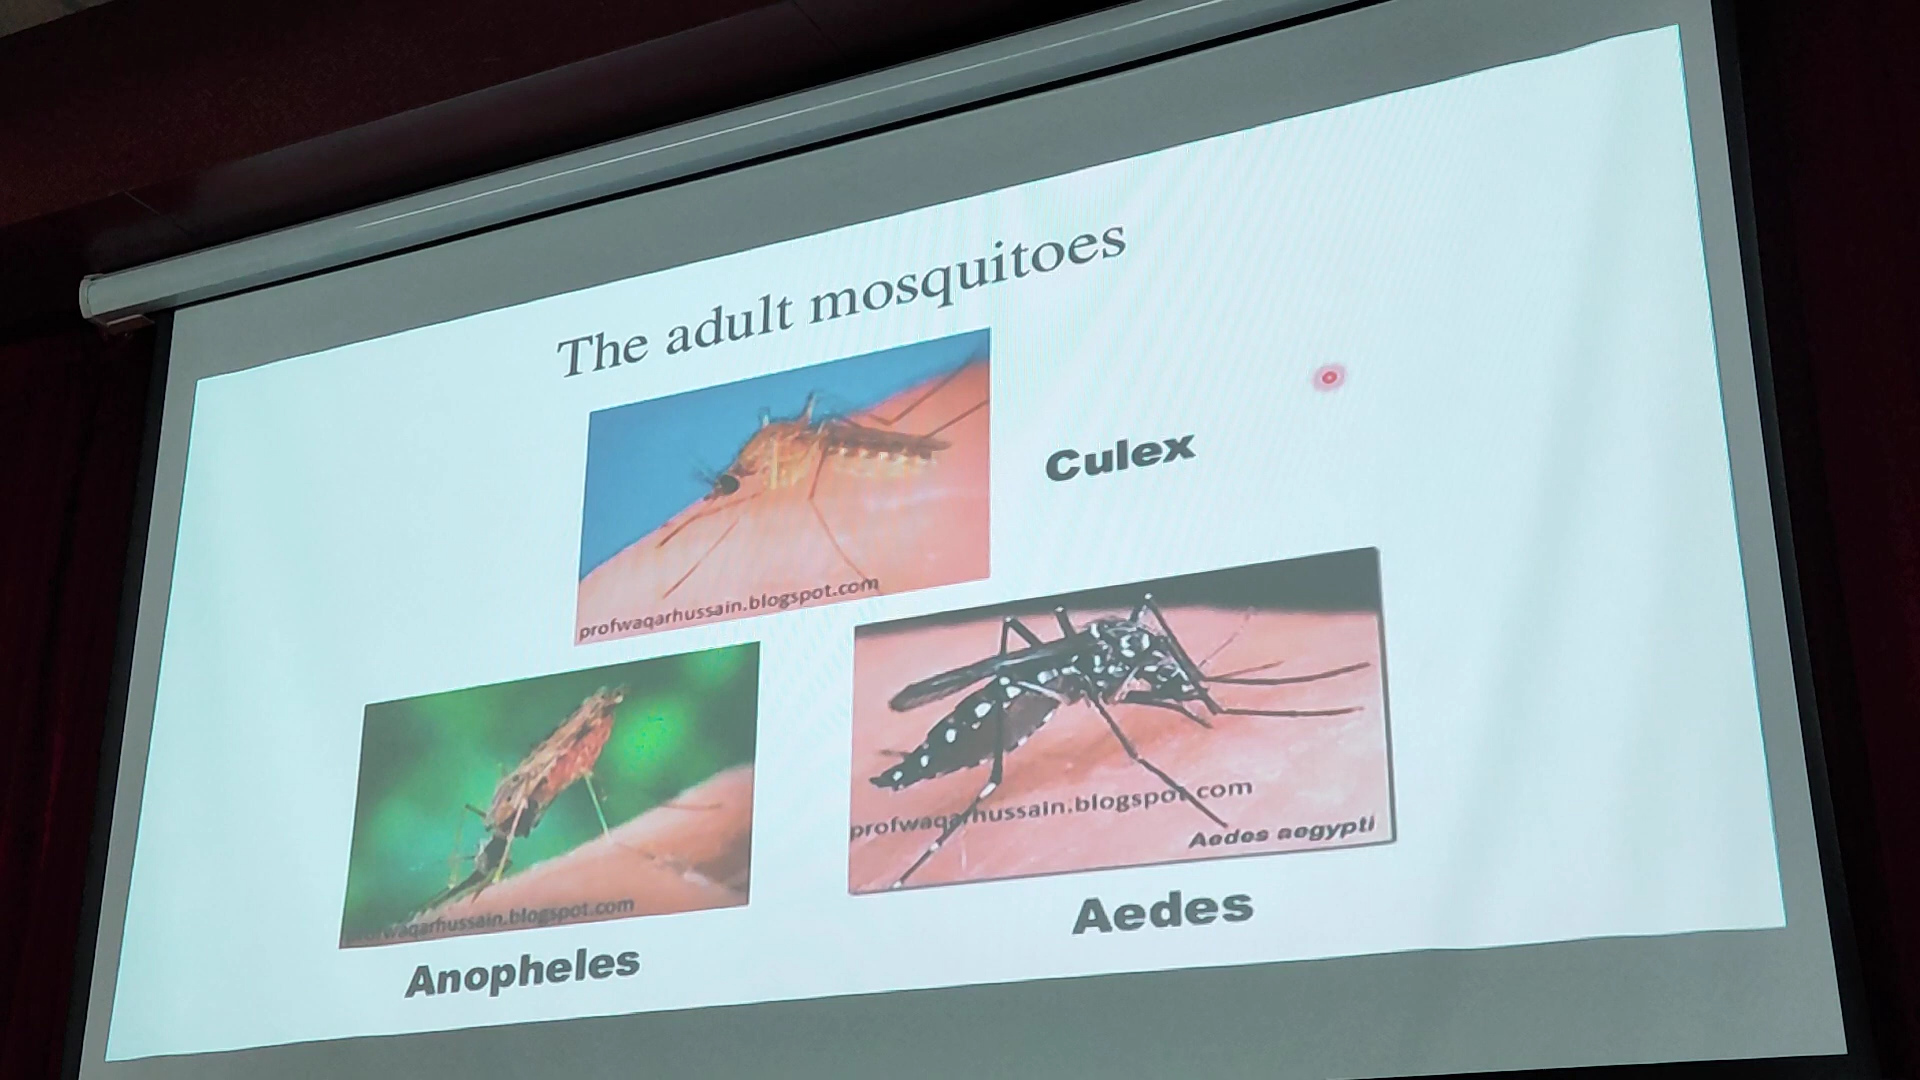 The adult mosquitoes
Culex
profwaqarhussain.blogspot.com
profwaqarhussain.blogspot.com
Aedes aegypti
waqarhussain.blogspot.com
Aedes
Anopheles